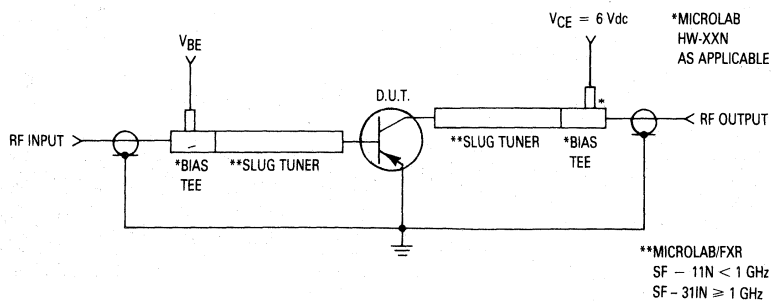 V_CE = 6 Vdc
*MICROLAB
HW-XXN
AS APPLICABLE
V_BE
D.U.T.
*
RF INPUT
RF OUTPUT
*BIAS
TEE
**SLUG TUNER
**SLUG TUNER
*BIAS
TEE
**MICROLAB/FXR
SF – 11N < 1 GHz
SF – 31IN ≥ 1 GHz